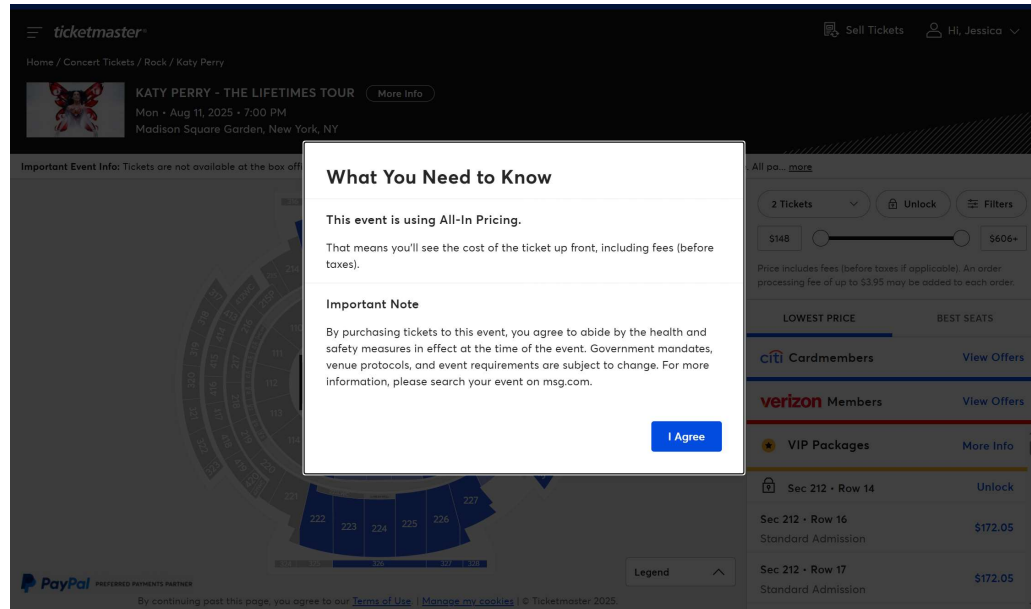 ticketmaster®
Sell Tickets
Hi, Jessica
Home / Concert Tickets / Rock / Katy Perry
KATY PERRY - THE LIFETIMES TOUR
More Info
Mon • Aug 11, 2025 • 7:00 PM
Madison Square Garden, New York, NY
Important Event Info: Tickets are not available at the box offi
All pa... more
What You Need to Know
This event is using All-In Pricing.
That means you'll see the cost of the ticket up front, including fees (before
taxes).
Important Note
By purchasing tickets to this event, you agree to abide by the health and
safety measures in effect at the time of the event. Government mandates,
venue protocols, and event requirements are subject to change. For more
information, please search your event on msg.com.
I Agree
2 Tickets
Unlock
Filters
$148
$606+
Price includes fees (before taxes if applicable). An order
processing fee of up to $3.95 may be added to each order.
LOWEST PRICE
BEST SEATS
citi Cardmembers
View Offers
verizon Members
View Offers
VIP Packages
More Info
Sec 212 • Row 14
Unlock
Sec 212 • Row 16
$172.05
Standard Admission
Sec 212 • Row 17
$172.05
Standard Admission
214
111
112
113
114
220
221
222
223
224
225
226
227
326
327
328
Legend
PayPal PREFERRED PAYMENTS PARTNER
By continuing past this page, you agree to our Terms of Use | Manage my cookies | © Ticketmaster 2025.